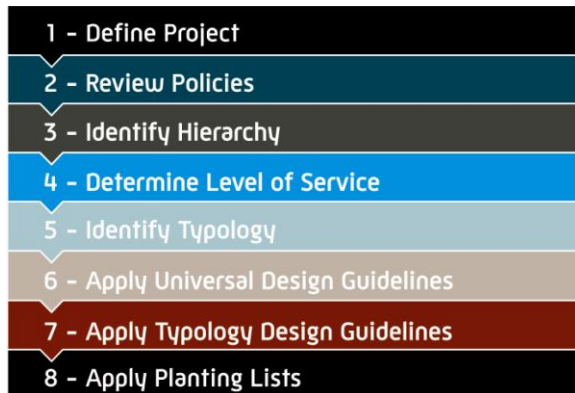 1 - Define Project
2 - Review Policies
3 - Identify Hierarchy
4 - Determine Level of Service
5 - Identify Typology
6 - Apply Universal Design Guidelines
7 - Apply Typology Design Guidelines
8 - Apply Planting Lists